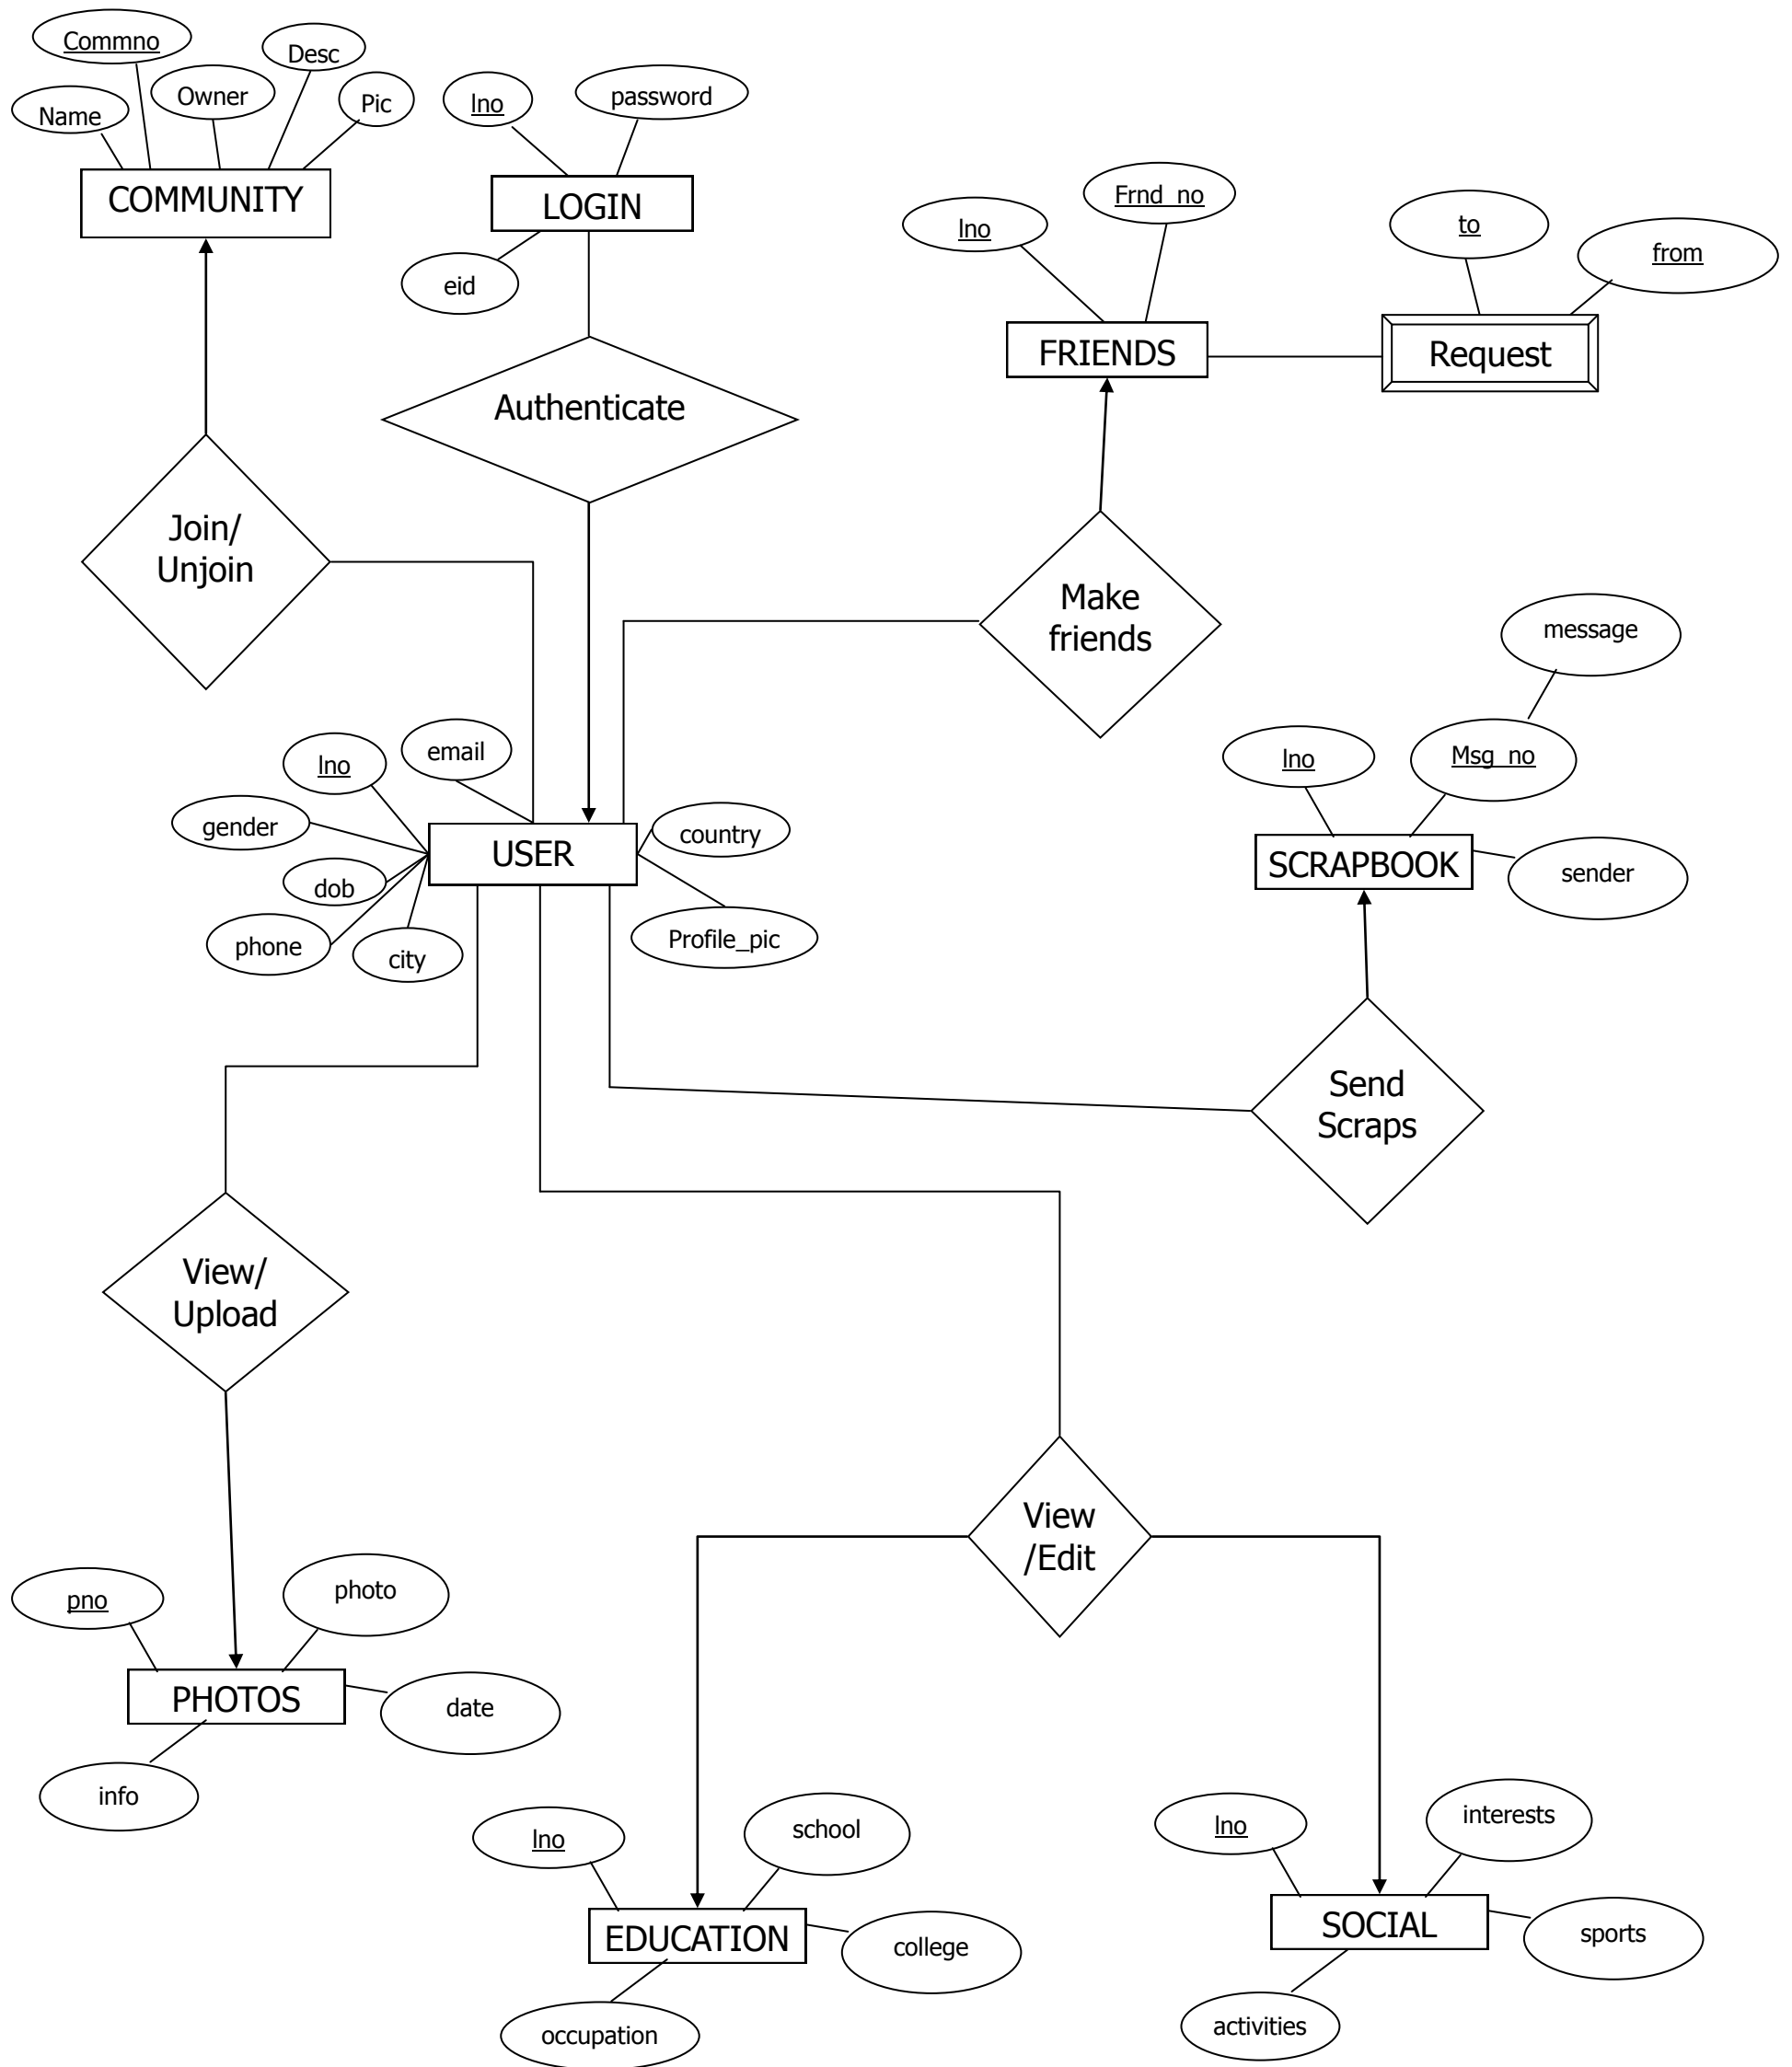 Commno
Desc
Name
Owner
Pic
COMMUNITY
lno
password
LOGIN
eid
lno
Frnd_no
FRIENDS
to
from
Request
Authenticate
Join/
Unjoin
Make
friends
message
lno
Msg_no
SCRAPBOOK
sender
lno
email
gender
USER
country
dob
phone
city
Profile_pic
Send
Scraps
View/
Upload
View
/Edit
pno
photo
PHOTOS
date
info
lno
school
EDUCATION
college
occupation
lno
interests
SOCIAL
sports
activities